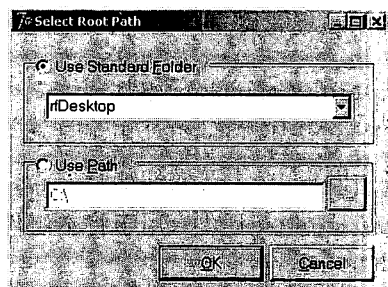 Select Root Path
Use Standard Folder
rfDesktop
Use Path
C:\
...
OK
Cancel